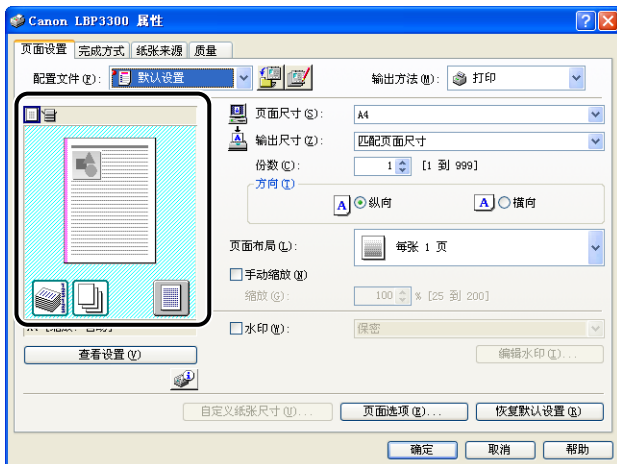 Canon LBP3300 属性
页面设置 完成方式 纸张来源 质量
配置文件(F): 默认设置 输出方法(M): 打印
页面尺寸(S): A4
输出尺寸(Z): 匹配页面尺寸
份数(C): 1 [1 到 999]
方向(T)
A 纵向 A 横向
页面布局(L): 每张 1 页
手动缩放(N)
缩放(G): 100 % [25 到 200]
水印(W): 保密
查看设置(V) 编辑水印(I)...
自定义纸张尺寸(U)... 页面选项(E)... 恢复默认设置(R)
确定 取消 帮助